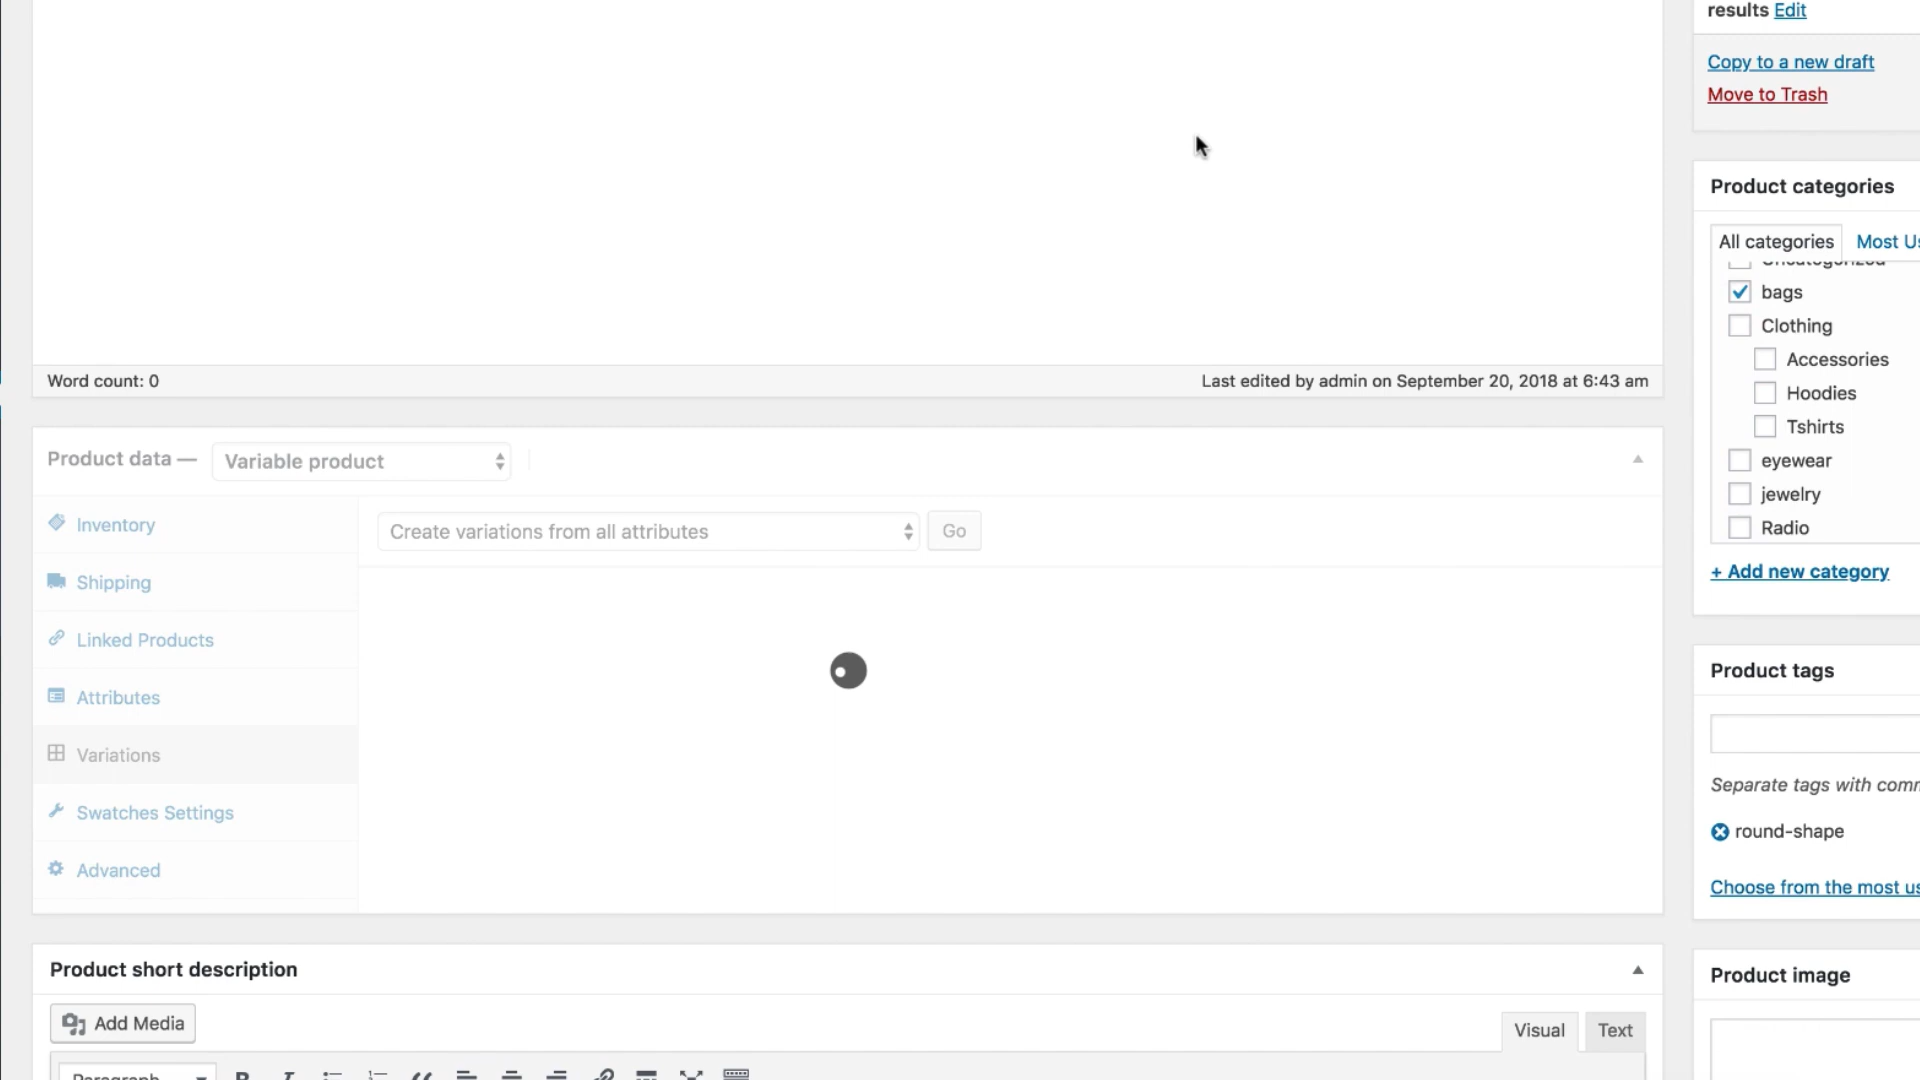 results Edit
Copy to a new draft
Move to Trash
Product categories
All categories
Most Us
Uncategorized
bags
Clothing
Accessories
Hoodies
Tshirts
eyewear
jewelry
Radio
+ Add new category
Word count: 0
Last edited by admin on September 20, 2018 at 6:43 am
Product data —
Variable product
Inventory
Shipping
Linked Products
Attributes
Variations
Swatches Settings
Advanced
Create variations from all attributes
Go
Product tags
Separate tags with comm
round-shape
Choose from the most us
Product short description
Add Media
Visual
Text
Paragraph
Product image